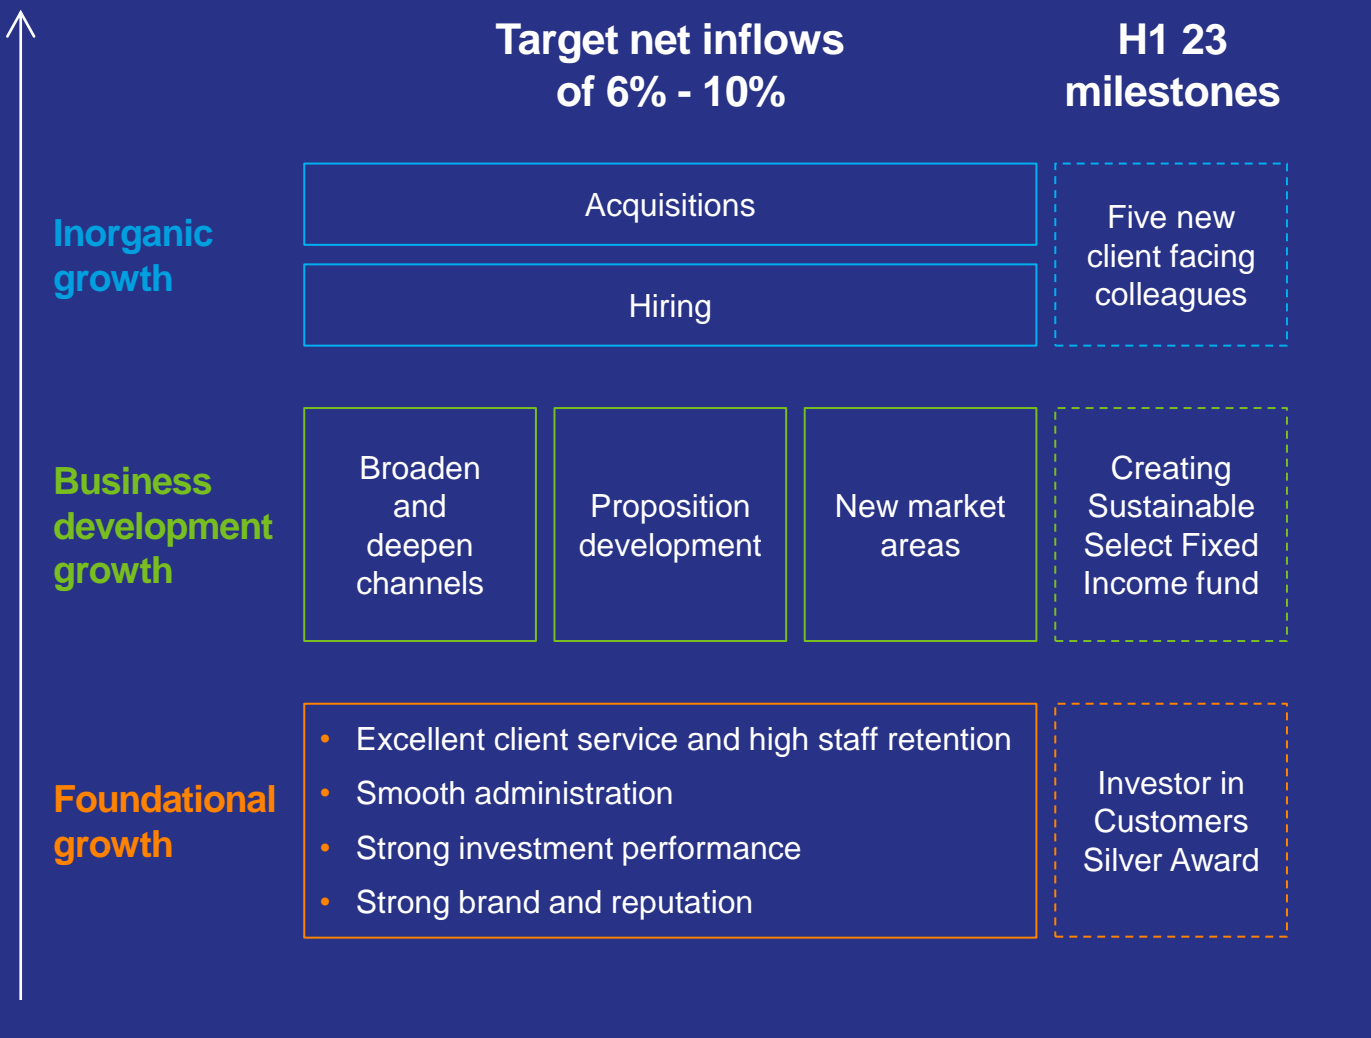 Target net inflows
of 6% - 10%
H1 23
milestones
Inorganic
growth
Acquisitions
Hiring
Five new
client facing
colleagues
Business
development
growth
Broaden
and
deepen
channels
Proposition
development
New market
areas
Creating
Sustainable
Select Fixed
Income fund
Foundational
growth
• Excellent client service and high staff retention
• Smooth administration
• Strong investment performance
• Strong brand and reputation
Investor in
Customers
Silver Award